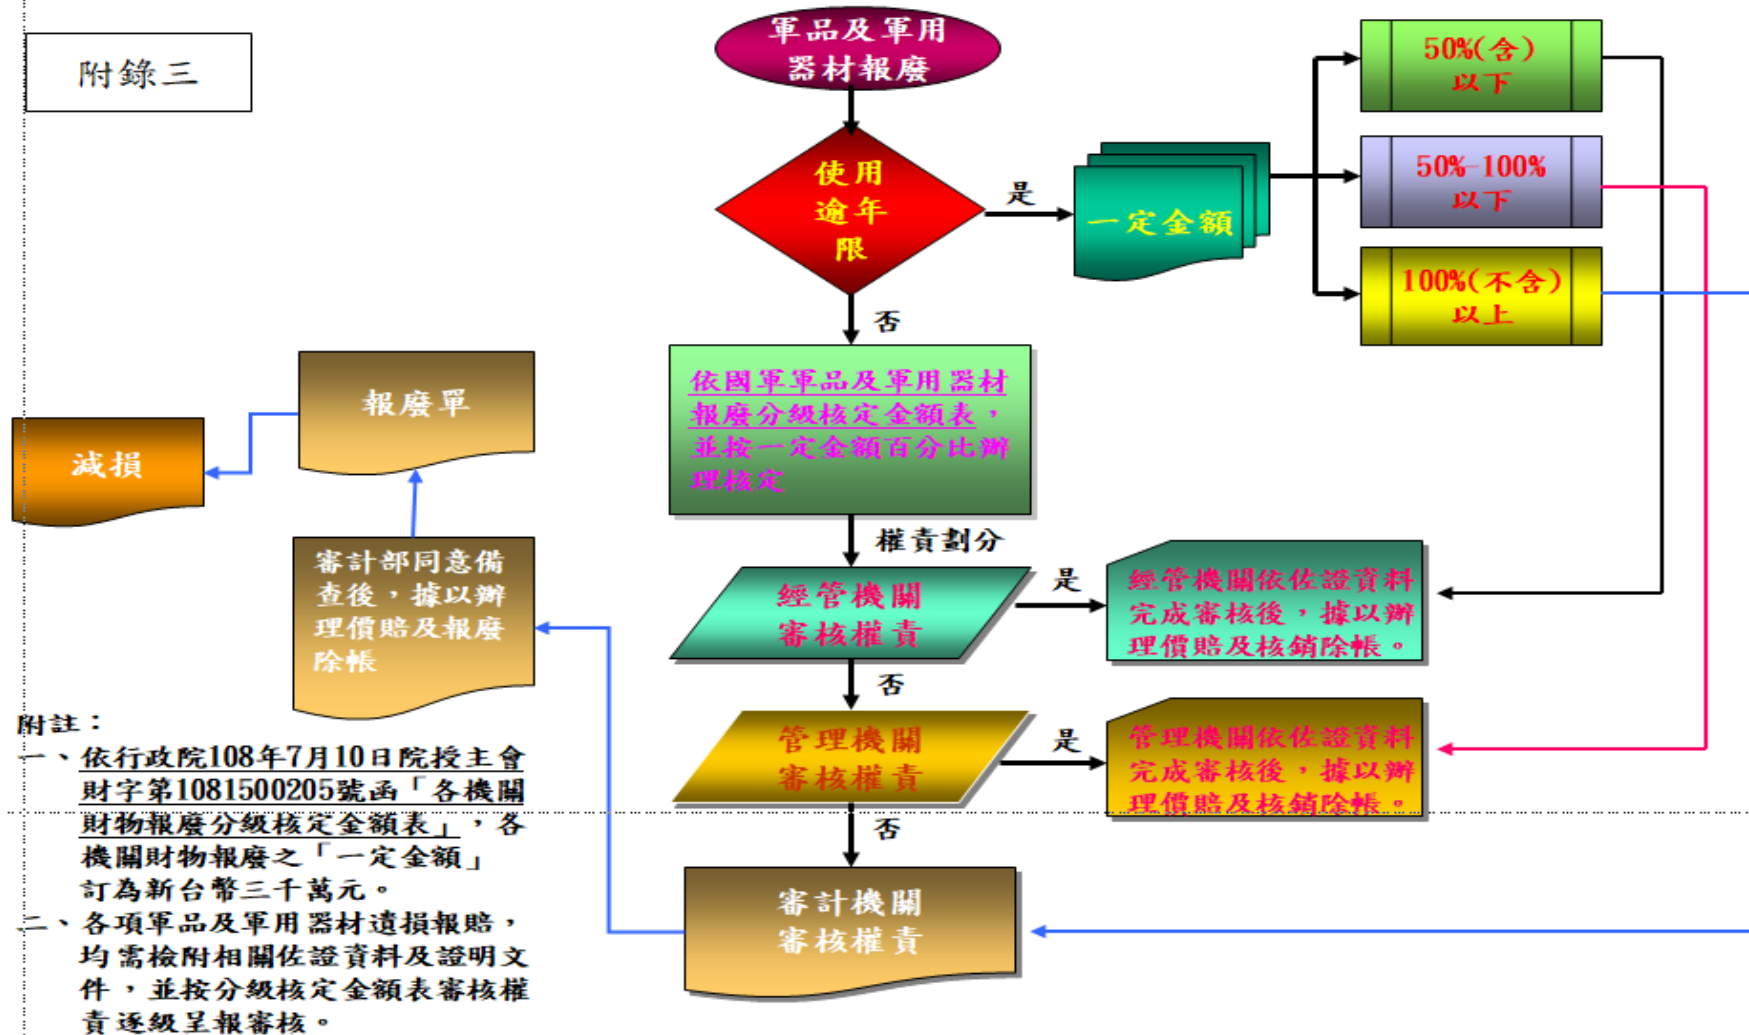 附錄三
軍品及軍用
器材報廢
使用
逾年
限
是
一定金額
50%(含)
以下
50%-100%
以下
100%(不含)
以上
否
依國軍軍品及軍用器材
報廢分級核定金額表，
並按一定金額百分比辦
理核定
權責劃分
經管機關
審核權責
是
經管機關依佐證資料
完成審核後，據以辦
理價賠及核銷除帳。
否
管理機關
審核權責
是
管理機關依佐證資料
完成審核後，據以辦
理價賠及核銷除帳。
否
審計機關
審核權責
審計部同意備
查後，據以辦
理價賠及報廢
除帳
報廢單
減損
附註：
一、依行政院108年7月10日院授主會
財字第1081500205號函「各機關
財物報廢分級核定金額表」，各
機關財物報廢之「一定金額」
訂為新台幣三千萬元。
二、各項軍品及軍用器材遺損報賠，
均需檢附相關佐證資料及證明文
件，並按分級核定金額表審核權
責逐級呈報審核。